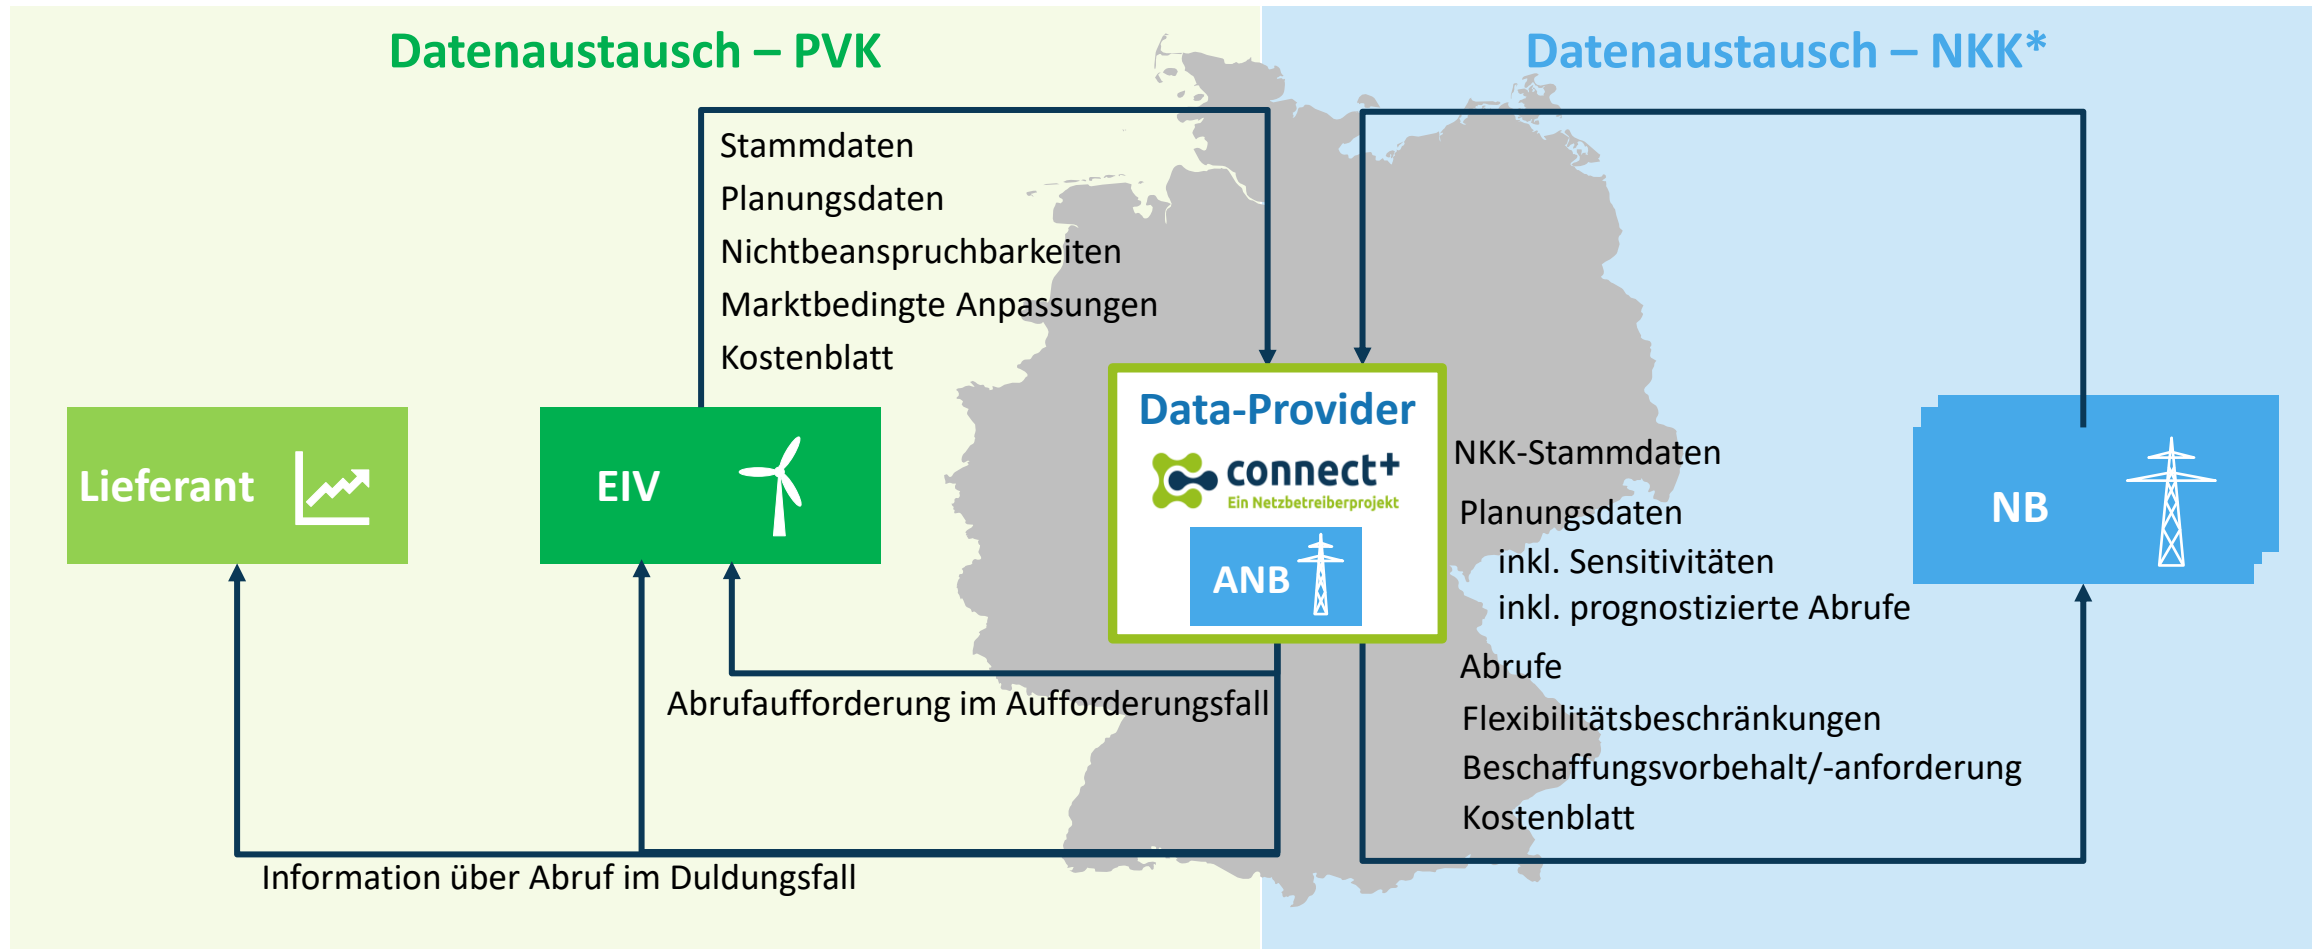 Datenaustausch – PVK
Datenaustausch – NKK*
Stammdaten
Planungsdaten
Nichtbeanspruchbarkeiten
Marktbedingte Anpassungen
Kostenblatt
Lieferant
EIV
Data-Provider
connect+
Ein Netzbetreiberprojekt
ANB
NKK-Stammdaten
Planungsdaten
inkl. Sensitivitäten
inkl. prognostizierte Abrufe
Abrufe
Flexibilitätsbeschränkungen
Beschaffungsvorbehalt/-anforderung
Kostenblatt
NB
Abrufaufforderung im Aufforderungsfall
Information über Abruf im Duldungsfall